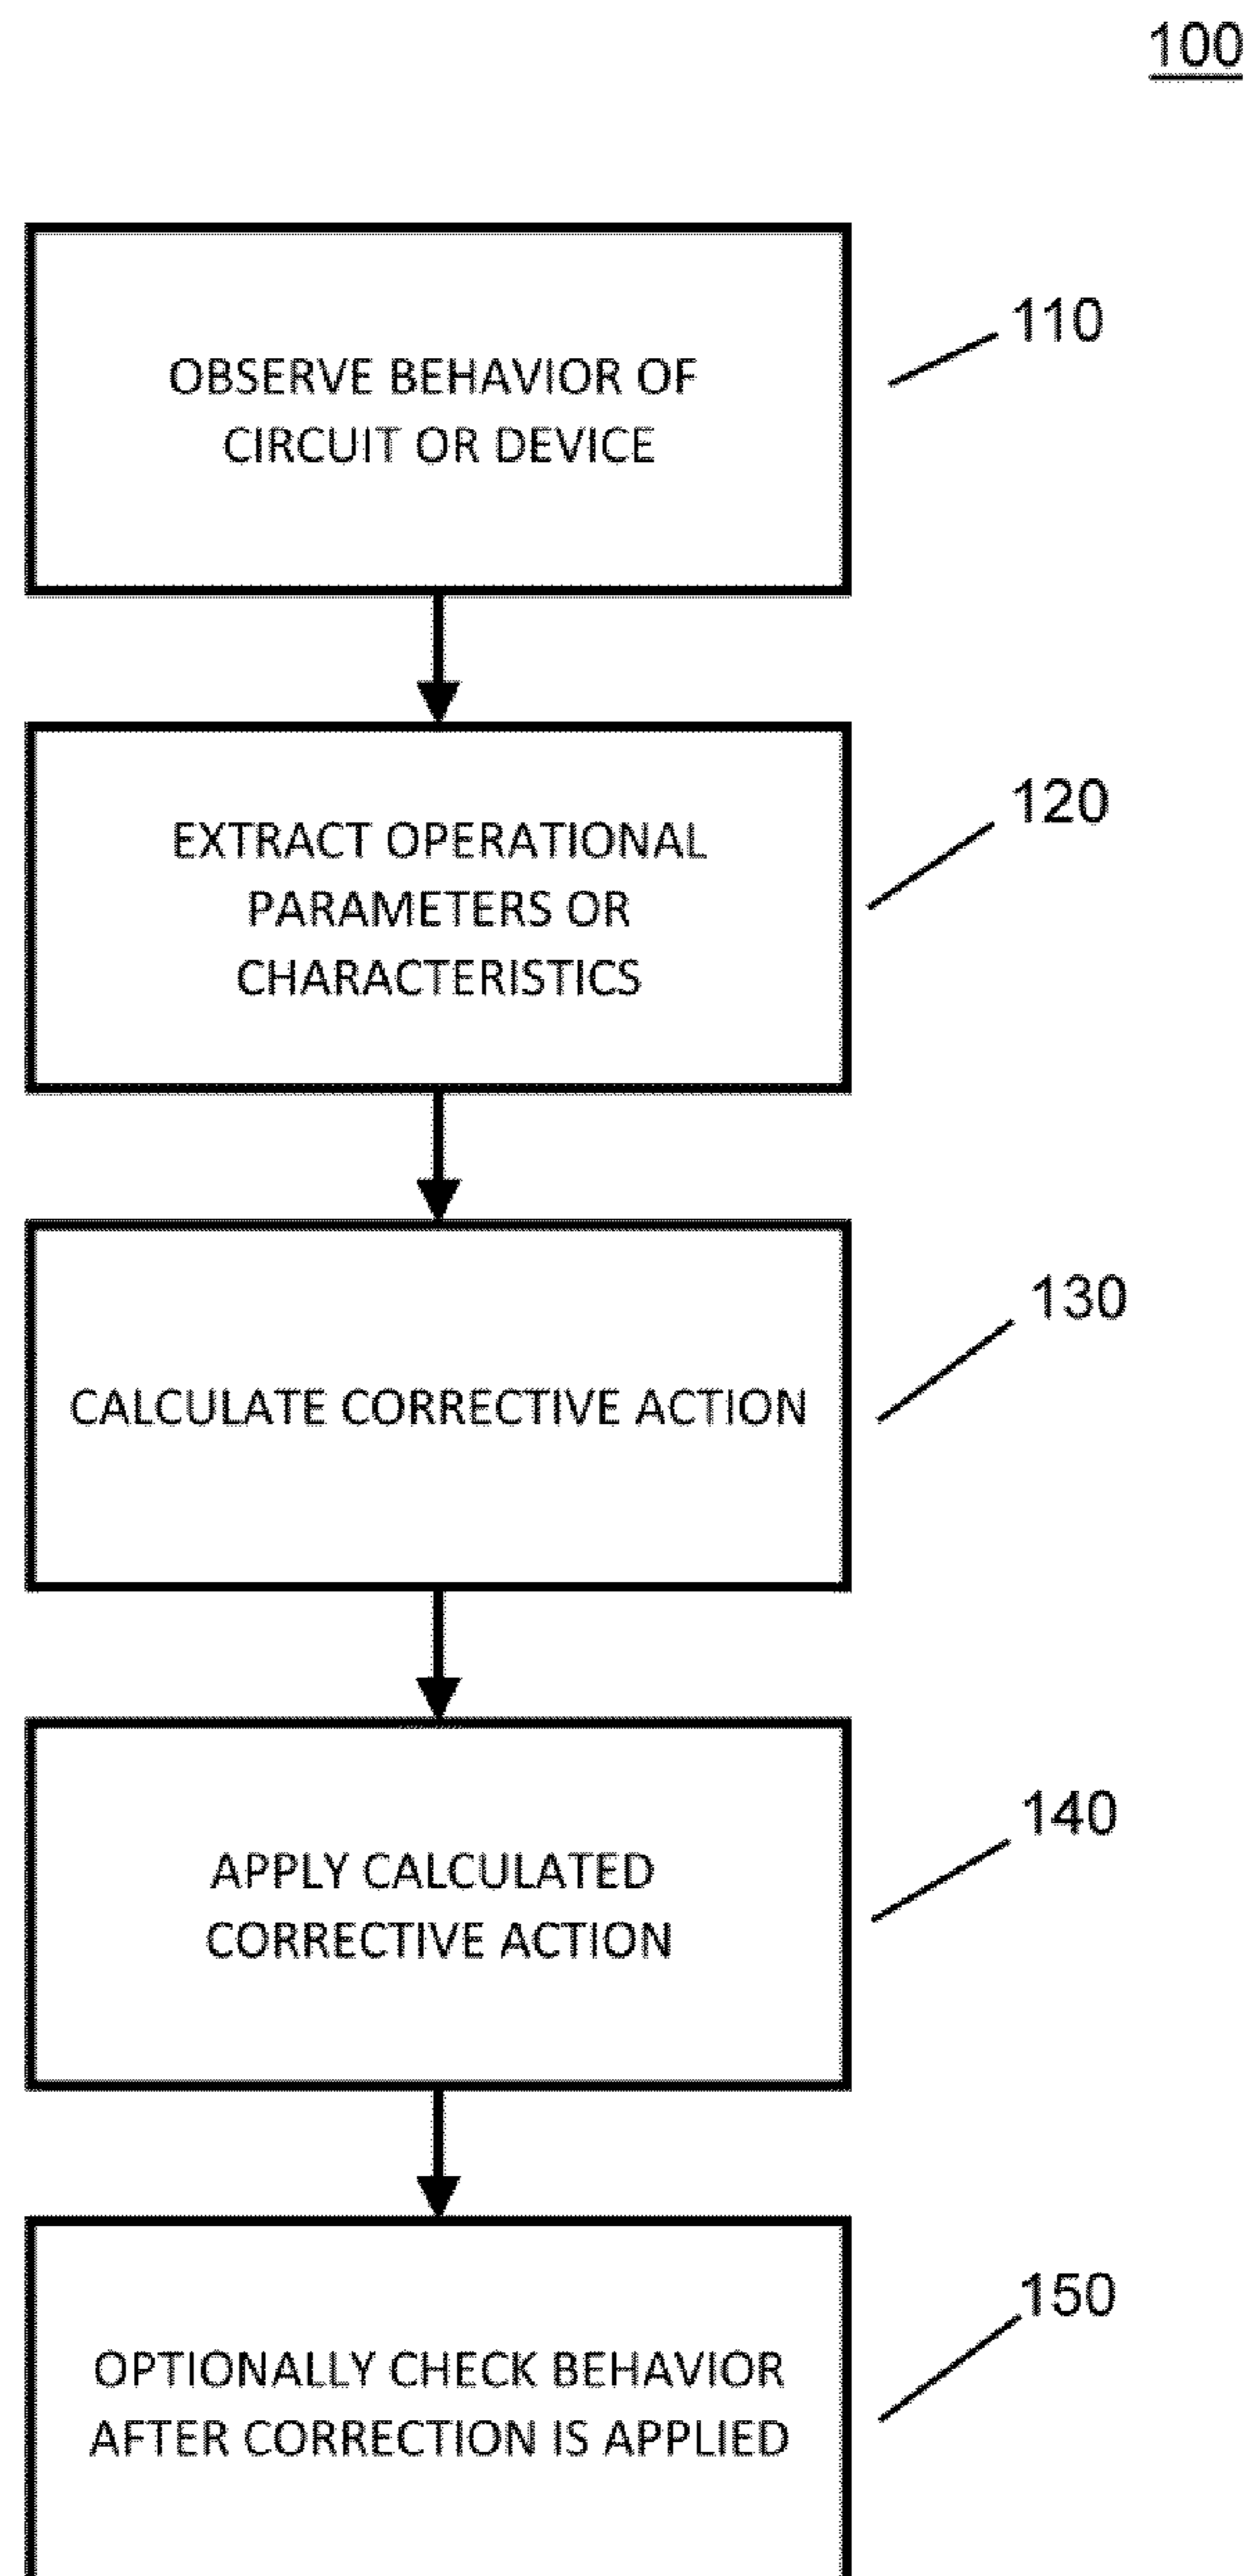 100
OBSERVE BEHAVIOR OF
CIRCUIT OR DEVICE
110
EXTRACT OPERATIONAL
PARAMETERS OR
CHARACTERISTICS
120
CALCULATE CORRECTIVE ACTION
130
APPLY CALCULATED
CORRECTIVE ACTION
140
OPTIONALLY CHECK BEHAVIOR
AFTER CORRECTION IS APPLIED
150